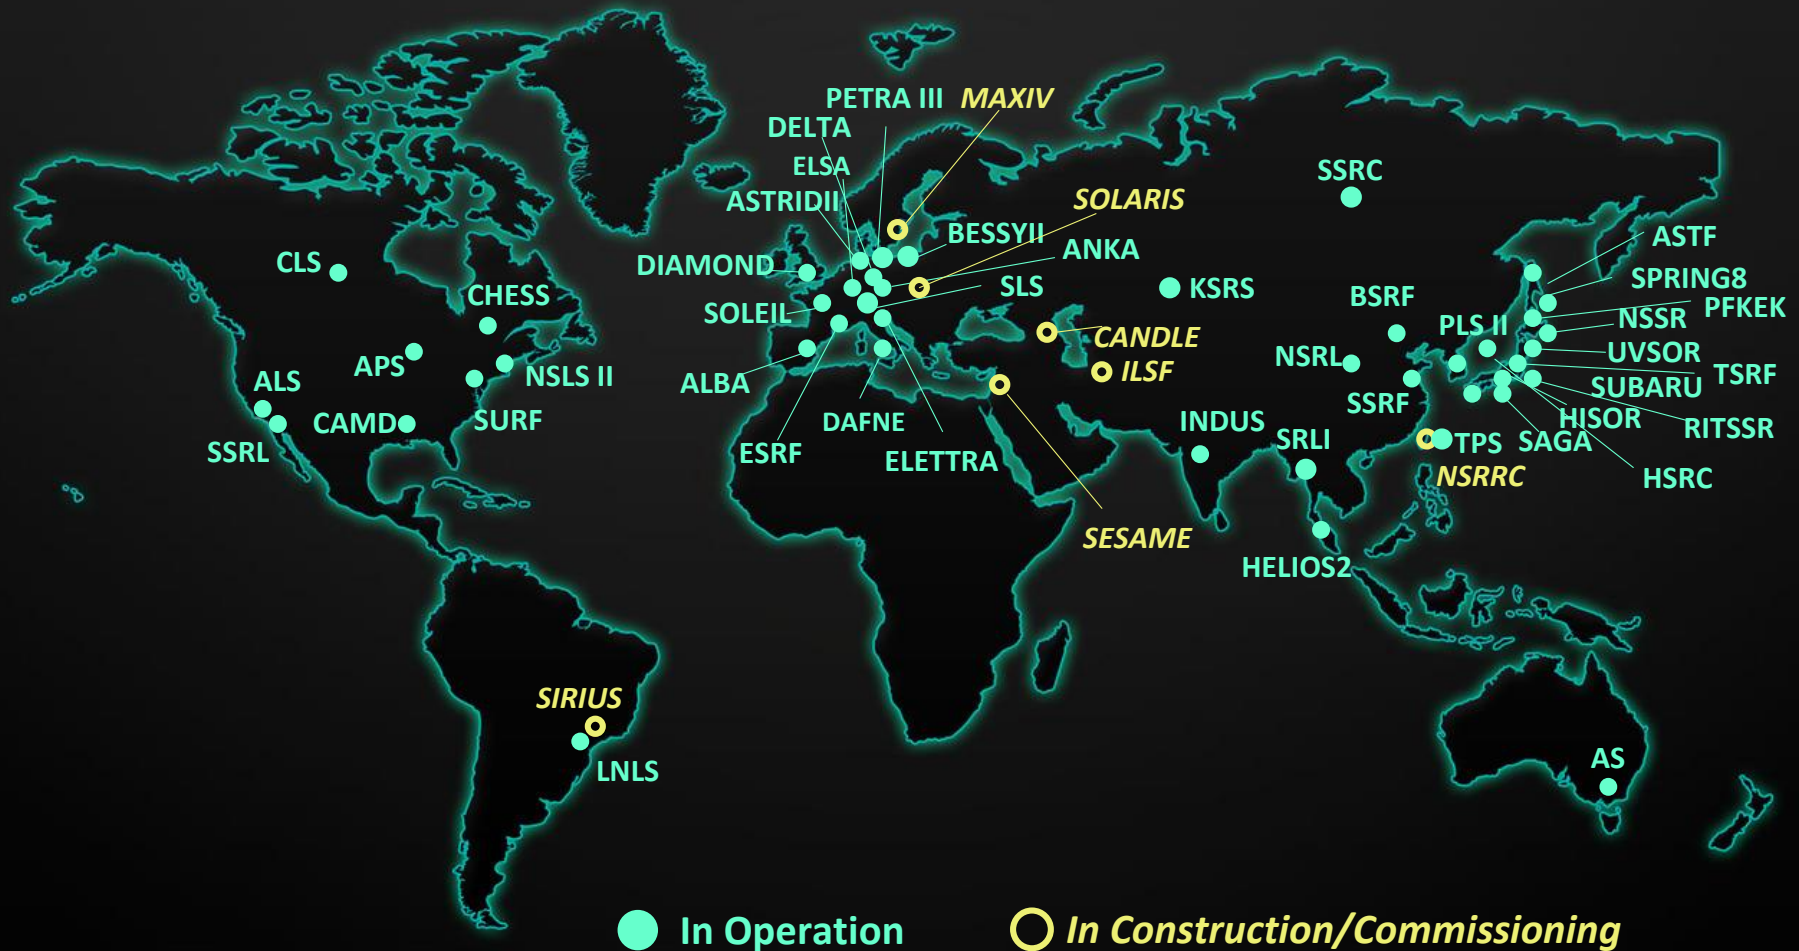 PETRA III MAXIV
DELTA
ELSA
SSRC
ASTRIDII
SOLARIS
BESSYII
ASTF
ANKA
CLS
DIAMOND
SPRING8
SLS
KSRS
CHESS
BSRF
PFKEK
SOLEIL
NSSR
PLS II
CANDLE
UVSOR
NSRL
APS
ILSF
TSRF
NSLS II
ALS
ALBA
SUBARU
SSRF
CAMD
SURF
DAFNE
INDUS
HISOR
RITSSR
SRLI
TPS
SAGA
SSRL
ESRF
ELETTRA
NSRRC
HSRC
SESAME
HELIOS2
SIRIUS
LNLS
AS
In Operation
In Construction/Commissioning